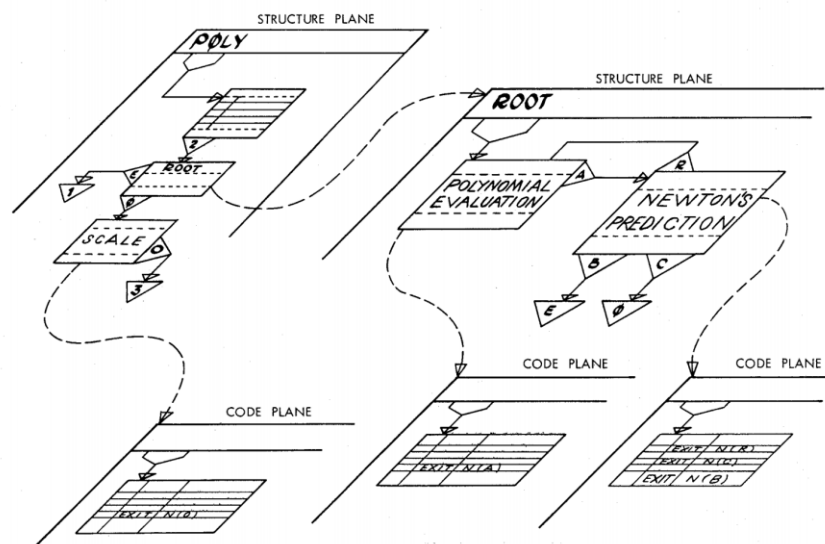 STRUCTURE PLANE
PØLY
2
E
ROOT
1
Ø
SCALE
O
3
STRUCTURE PLANE
ROOT
POLYNOMIAL
EVALUATION
A
R
NEWTON'S
PREDICTION
B
C
E
Ø
CODE PLANE
EXIT N(O)
CODE PLANE
EXIT N(A)
CODE PLANE
EXIT N(R)
EXIT N(C)
EXIT N(B)